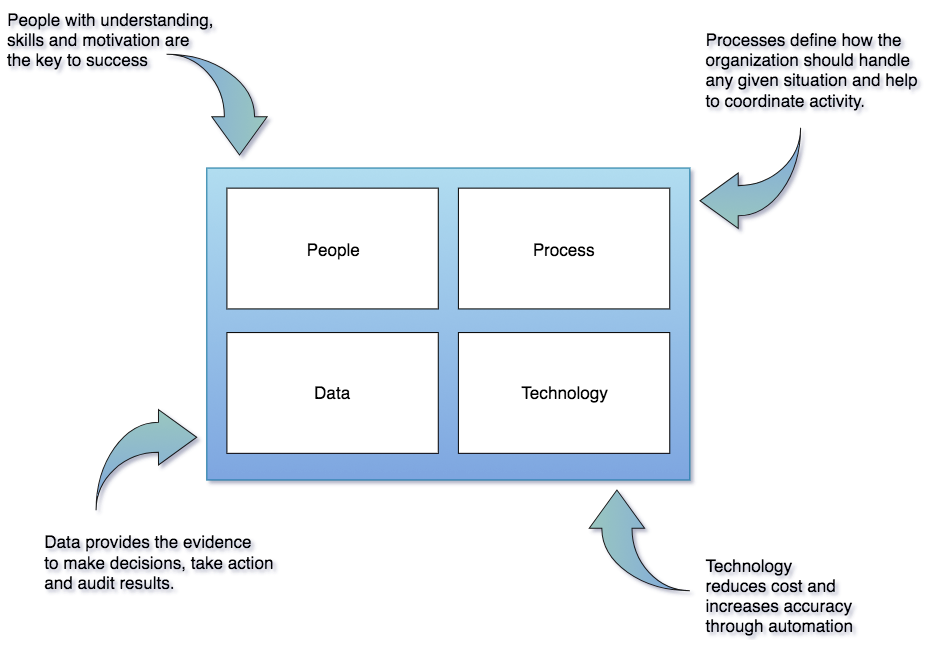 People with understanding,
skills and motivation are
the key to success
Processes define how the
organization should handle
any given situation and help
to coordinate activity.
People
Process
Data
Technology
Data provides the evidence
to make decisions, take action
and audit results.
Technology
reduces cost and
increases accuracy
through automation